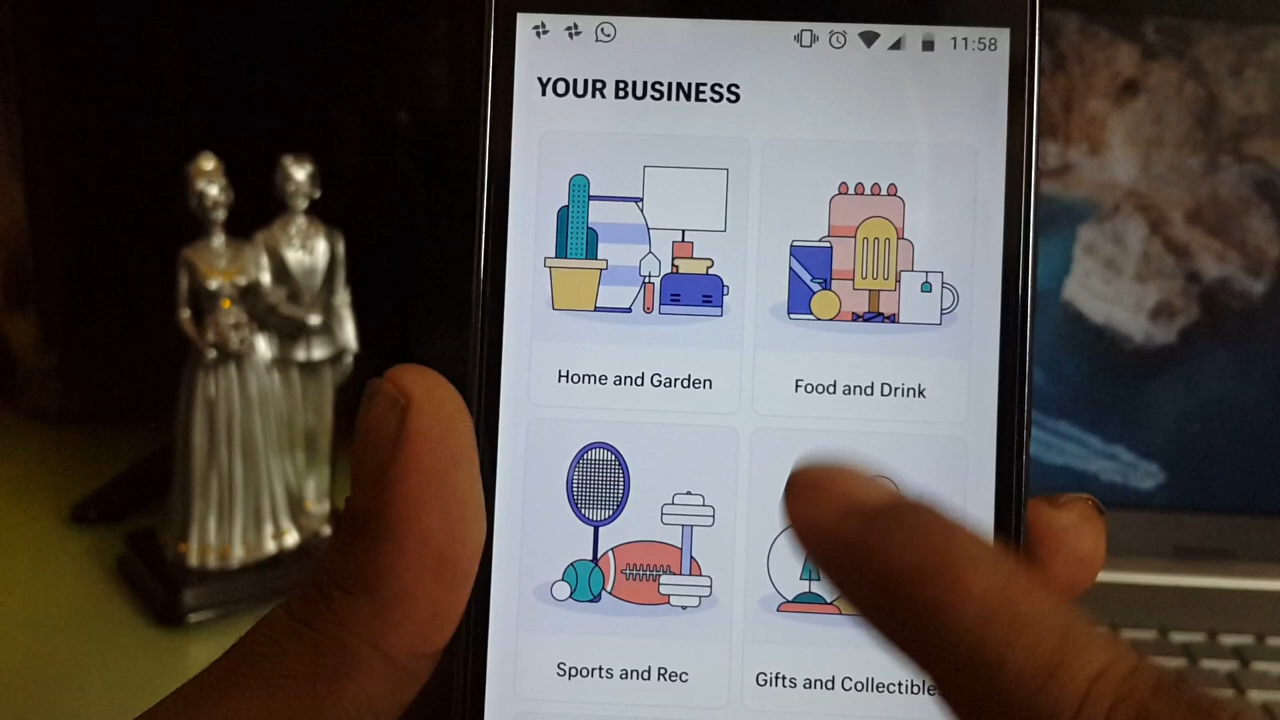 11:58
YOUR BUSINESS
Home and Garden
Food and Drink
Sports and Rec
Gifts and Collectible